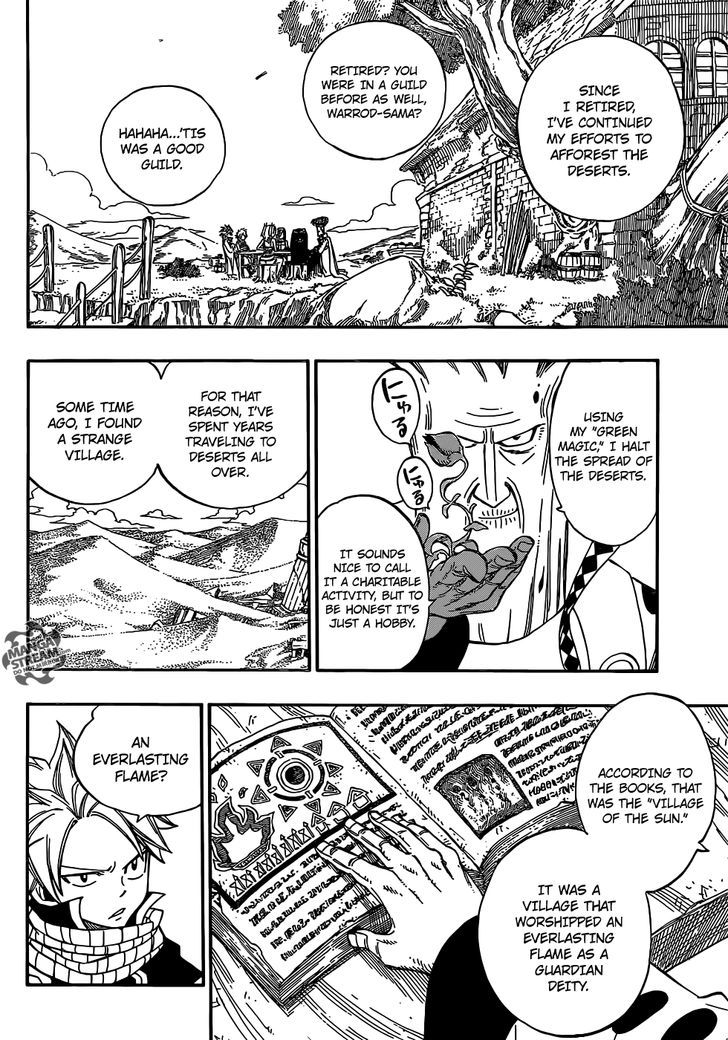 SINCE
I RETIRED,
I'VE CONTINUED
MY EFFORTS TO
AFFOREST THE
DESERTS.
RETIRED? YOU
WERE IN A GUILD
BEFORE AS WELL,
WARROD-SAMA?
HAHAHA...'TIS
WAS A GOOD
GUILD.
USING
MY "GREEN
MAGIC," I HALT
THE SPREAD OF
THE DESERTS.
にゅる
にゅる
IT SOUNDS
NICE TO CALL
IT A CHARITABLE
ACTIVITY, BUT TO
BE HONEST IT'S
JUST A HOBBY.
FOR THAT
REASON, I'VE
SPENT YEARS
TRAVELING TO
DESERTS ALL
OVER.
SOME TIME
AGO, I FOUND
A STRANGE
VILLAGE.
MANGA
STREAM
ACCORDING TO
THE BOOKS, THAT
WAS THE "VILLAGE
OF THE SUN."
IT WAS A
VILLAGE THAT
WORSHIPPED AN
EVERLASTING
FLAME AS A
GUARDIAN
DEITY.
AN
EVERLASTING
FLAME?